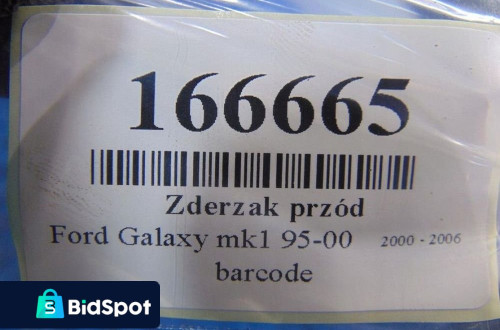 166665
Zderzak przód
Ford Galaxy mk1 95-00 2000 - 2006
barcode
BidSpot